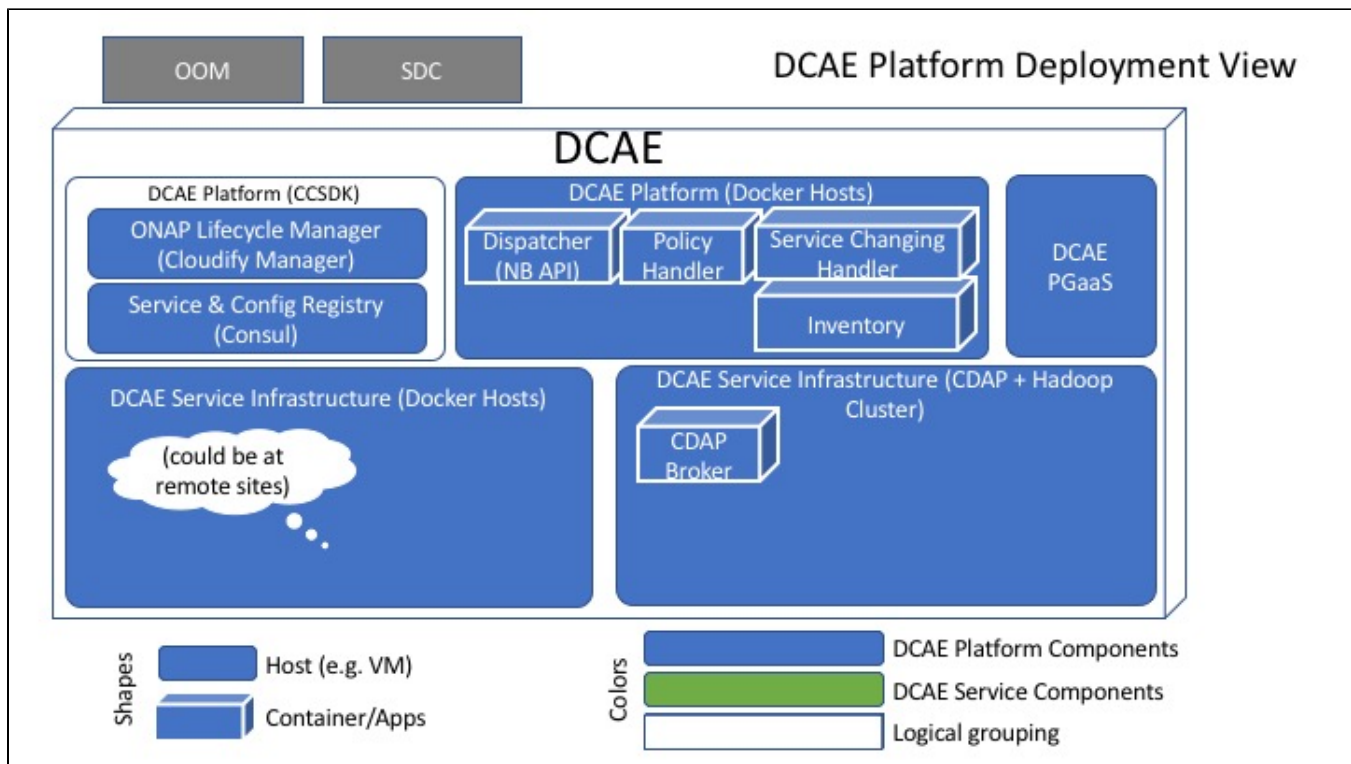 OOM
SDC
DCAE Platform Deployment View
DCAE
DCAE Platform (CCSDK)
ONAP Lifecycle Manager
(Cloudify Manager)
Service & Config Registry
(Consul)
DCAE Platform (Docker Hosts)
Dispatcher
(NB API)
Policy
Handler
Service Changing
Handler
Inventory
DCAE
PGaaS
DCAE Service Infrastructure (Docker Hosts)
(could be at
remote sites)
DCAE Service Infrastructure (CDAP + Hadoop
Cluster)
CDAP
Broker
Shapes
Host (e.g. VM)
Container/Apps
Colors
DCAE Platform Components
DCAE Service Components
Logical grouping